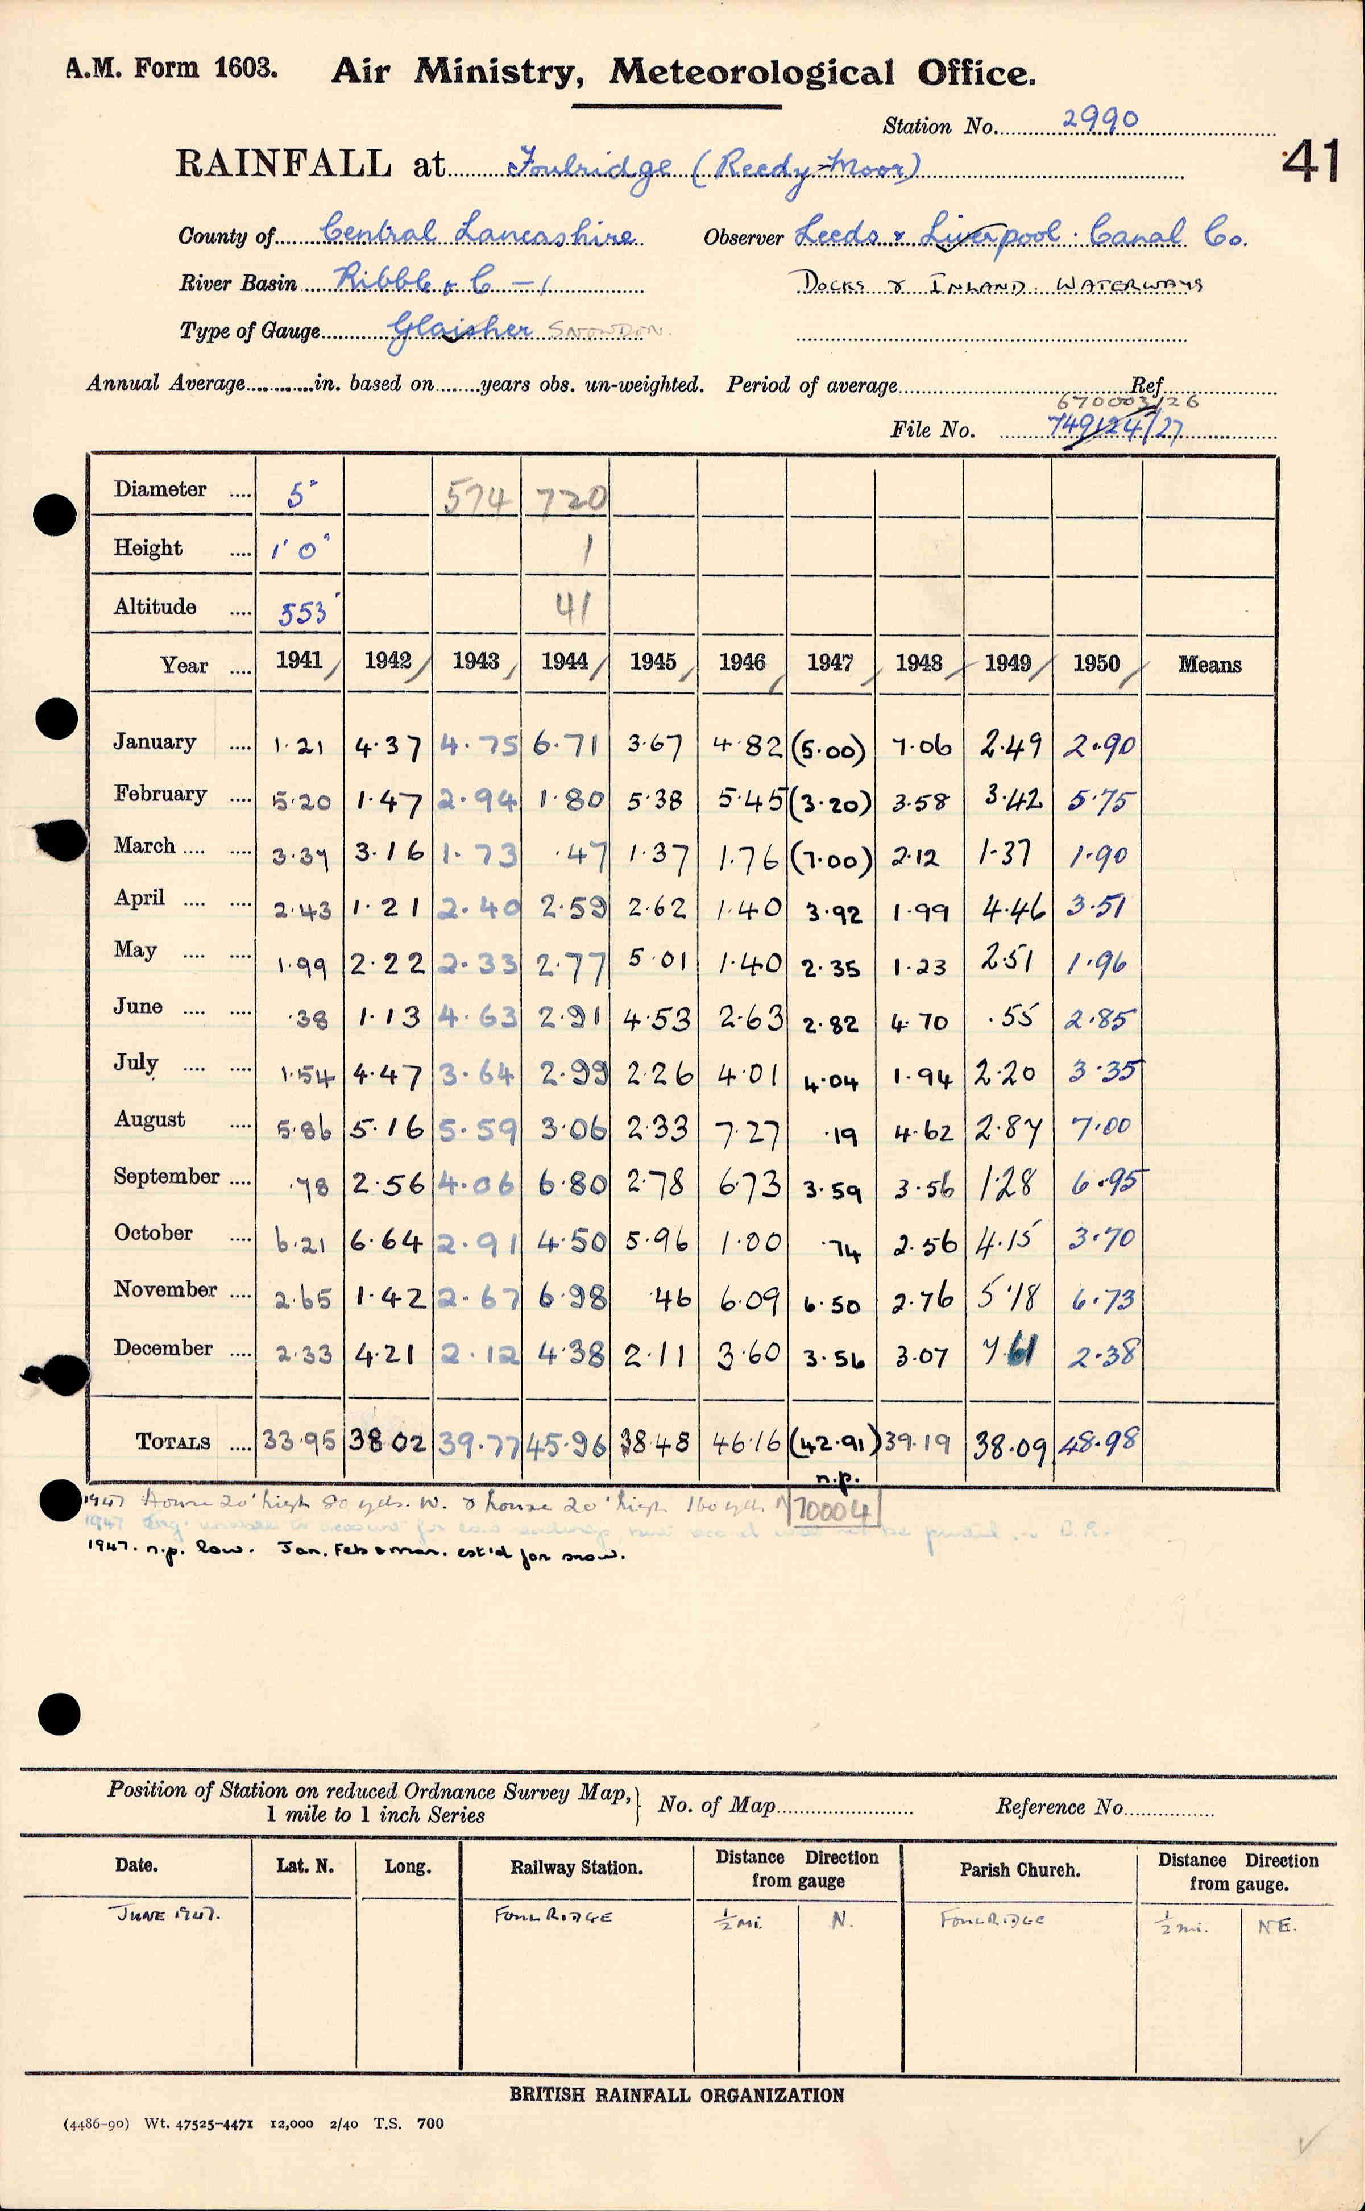 A.M. Form 1603. Air Ministry, Meteorological Office.
Station No. 2990
41
RAINFALL at Foulridge (Reedy Moor)
County of Central Lancashire Observer Leeds & Liverpool Canal Co.
River Basin Ribble & C -1 DOCKS & INLAND WATERWAYS
Type of Gauge Glaisher SNOWDON
Annual Average in. based on years obs. un-weighted. Period of average Ref
670003/26
File No. 749124/27
Diameter 5" 574 720
Height 1' 0" 1
Altitude 553' 41
Year 1941 1942 1943 1944 1945 1946 1947 1948 1949 1950 Means
January 1.21 4.37 4.75 6.71 3.67 4.82 (5.00) 7.06 2.49 2.90
February 5.20 1.47 2.94 1.80 5.38 5.45 (3.20) 3.58 3.42 5.75
March 3.37 3.16 1.73 .47 1.37 1.76 (7.00) 2.12 1.37 1.90
April 2.43 1.21 2.40 2.59 2.62 1.40 3.92 1.99 4.46 3.51
May 1.99 2.22 2.33 2.77 5.01 1.40 2.35 1.23 2.51 1.96
June .38 1.13 4.63 2.91 4.53 2.63 2.82 4.70 .55 2.85
July 1.54 4.47 3.64 2.99 2.26 4.01 4.04 1.94 2.20 3.35
August 5.86 5.16 5.59 3.06 2.33 7.27 .19 4.62 2.87 7.00
September .78 2.56 4.06 6.80 2.78 6.73 3.59 3.56 1.28 6.95
October 6.21 6.64 2.91 4.50 5.96 1.00 .74 2.56 4.15 3.70
November 2.65 1.42 2.67 6.98 .46 6.09 6.50 2.76 5.18 6.73
December 2.33 4.21 2.12 4.38 2.11 3.60 3.56 3.07 7.61 2.38
TOTALS 33.95 38.02 39.77 45.96 38.48 46.16 (42.91) 39.19 38.09 48.98
n.p.
1947 House 20' high 80 yds. W. & house 20' high 160 yds. N 70004
1947 Eng. unable to account for low readings
1947. n.p. low. Jan. Feb & Mar. est'd for snow.
Position of Station on reduced Ordnance Survey Map, 1 mile to 1 inch Series } No. of Map Reference No.
Date. Lat. N. Long. Railway Station. Distance Direction from gauge Parish Church. Distance Direction from gauge.
JUNE 1947. FOULRIDGE ½ mi. N. FOULRIDGE ½ mi. NE.
BRITISH RAINFALL ORGANIZATION
(4486-90) Wt. 47525-4471 12,000 2/40 T.S. 700